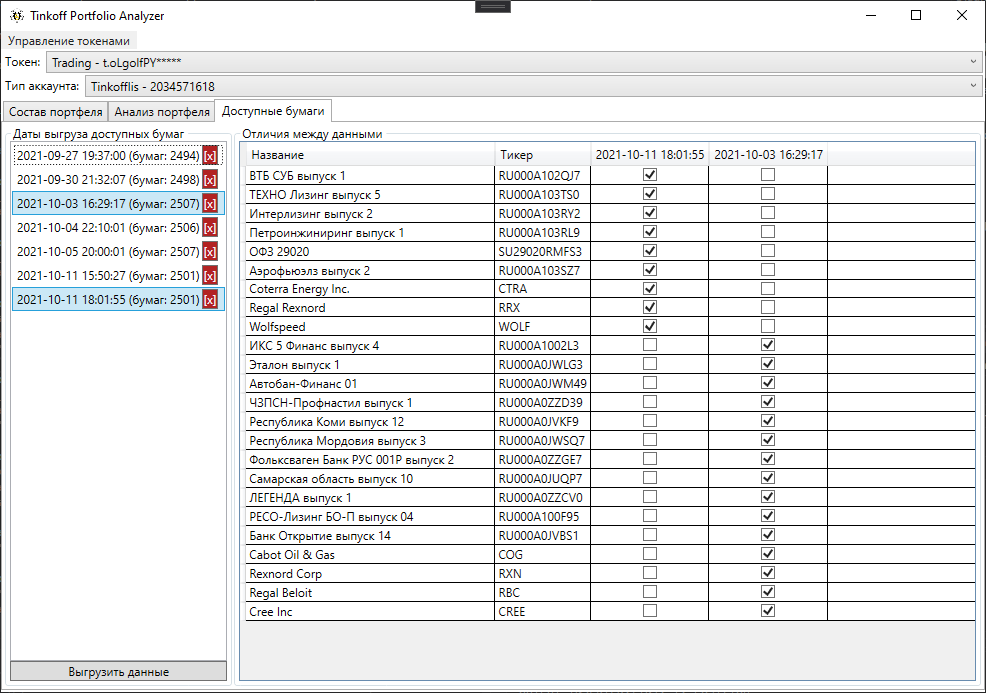 Tinkoff Portfolio Analyzer
Управление токенами
Токен: Trading - t.oLgolfPY*****
Тип аккаунта: Tinkofflis - 2034571618
Состав портфеля Анализ портфеля Доступные бумаги
Даты выгруза доступных бумаг
2021-09-27 19:37:00 (бумаг: 2494) [x]
2021-09-30 21:32:07 (бумаг: 2498) [x]
2021-10-03 16:29:17 (бумаг: 2507) [x]
2021-10-04 22:10:01 (бумаг: 2506) [x]
2021-10-05 20:00:01 (бумаг: 2507) [x]
2021-10-11 15:50:27 (бумаг: 2501) [x]
2021-10-11 18:01:55 (бумаг: 2501) [x]
Выгрузить данные
Отличия между данными
Название Тикер 2021-10-11 18:01:55 2021-10-03 16:29:17
ВТБ СУБ выпуск 1 RU000A102QJ7
ТЕХНО Лизинг выпуск 5 RU000A103TS0
Интерлизинг выпуск 2 RU000A103RY2
Петроинжиниринг выпуск 1 RU000A103RL9
ОФЗ 29020 SU29020RMFS3
Аэрофьюэлз выпуск 2 RU000A103SZ7
Coterra Energy Inc. CTRA
Regal Rexnord RRX
Wolfspeed WOLF
ИКС 5 Финанс выпуск 4 RU000A1002L3
Эталон выпуск 1 RU000A0JWLG3
Автобан-Финанс 01 RU000A0JWM49
ЧЗПСН-Профнастил выпуск 1 RU000A0ZZD39
Республика Коми выпуск 12 RU000A0JVKF9
Республика Мордовия выпуск 3 RU000A0JWSQ7
Фольксваген Банк РУС 001Р выпуск 2 RU000A0ZZGE7
Самарская область выпуск 10 RU000A0JUQP7
ЛЕГЕНДА выпуск 1 RU000A0ZZCV0
РЕСО-Лизинг БО-П выпуск 04 RU000A100F95
Банк Открытие выпуск 14 RU000A0JVBS1
Cabot Oil & Gas COG
Rexnord Corp RXN
Regal Beloit RBC
Cree Inc CREE